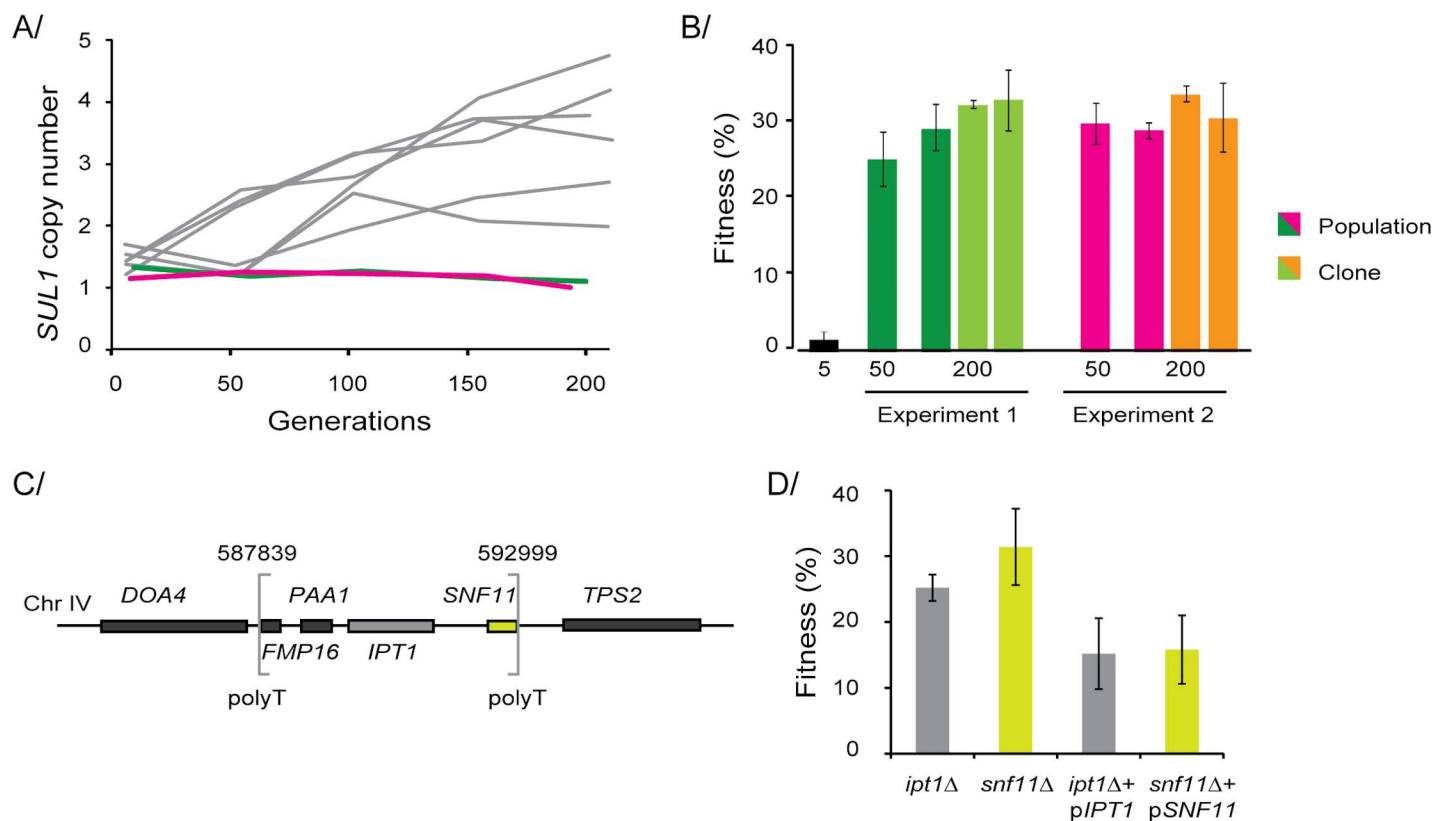 A/
5
4
3
2
1
0
SUL1 copy number
0 50 100 150 200
Generations
B/
40
30
20
10
0
Fitness (%)
5 50 200 50 200
Experiment 1 Experiment 2
Population
Clone
C/
587839 592999
Chr IV DOA4 PAA1 SNF11 TPS2
FMP16 IPT1
polyT polyT
D/
40
30
20
10
0
Fitness (%)
ipt1Δ snf11Δ ipt1Δ+ snf11Δ+
pIPT1 pSNF11